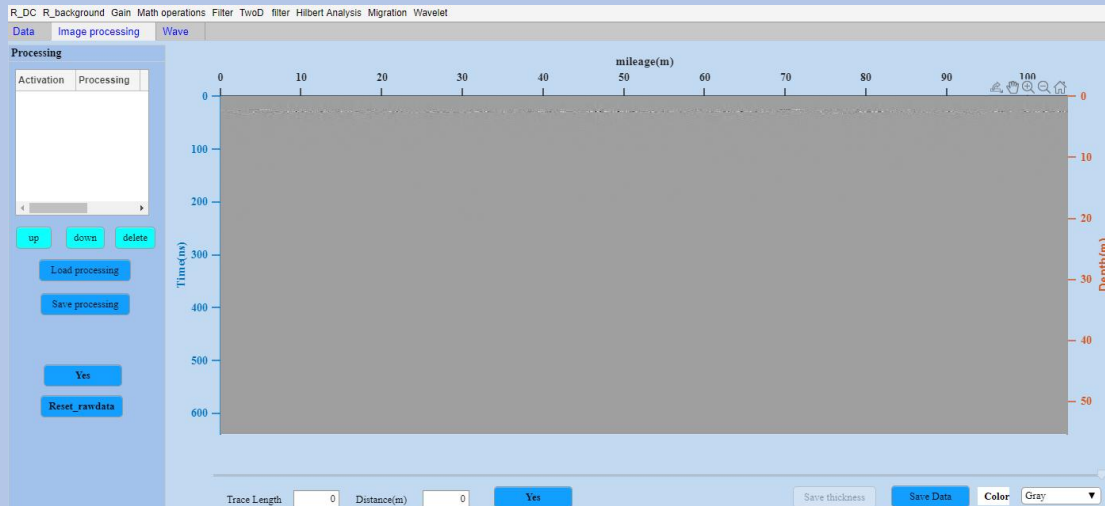 R_DC R_background Gain Math operations Filter TwoD filter Hilbert Analysis Migration Wavelet
Data Image processing Wave
Processing
Activation Processing
up down delete
Load processing
Save processing
Yes
Reset_rawdata
mileage(m)
0 10 20 30 40 50 60 70 80 90 100
Time(ns)
0
100
200
300
400
500
600
0
10
20
30
40
50
Depth(m)
Trace Length 0 Distance(m) 0 Yes Save thickness Save Data Color Gray